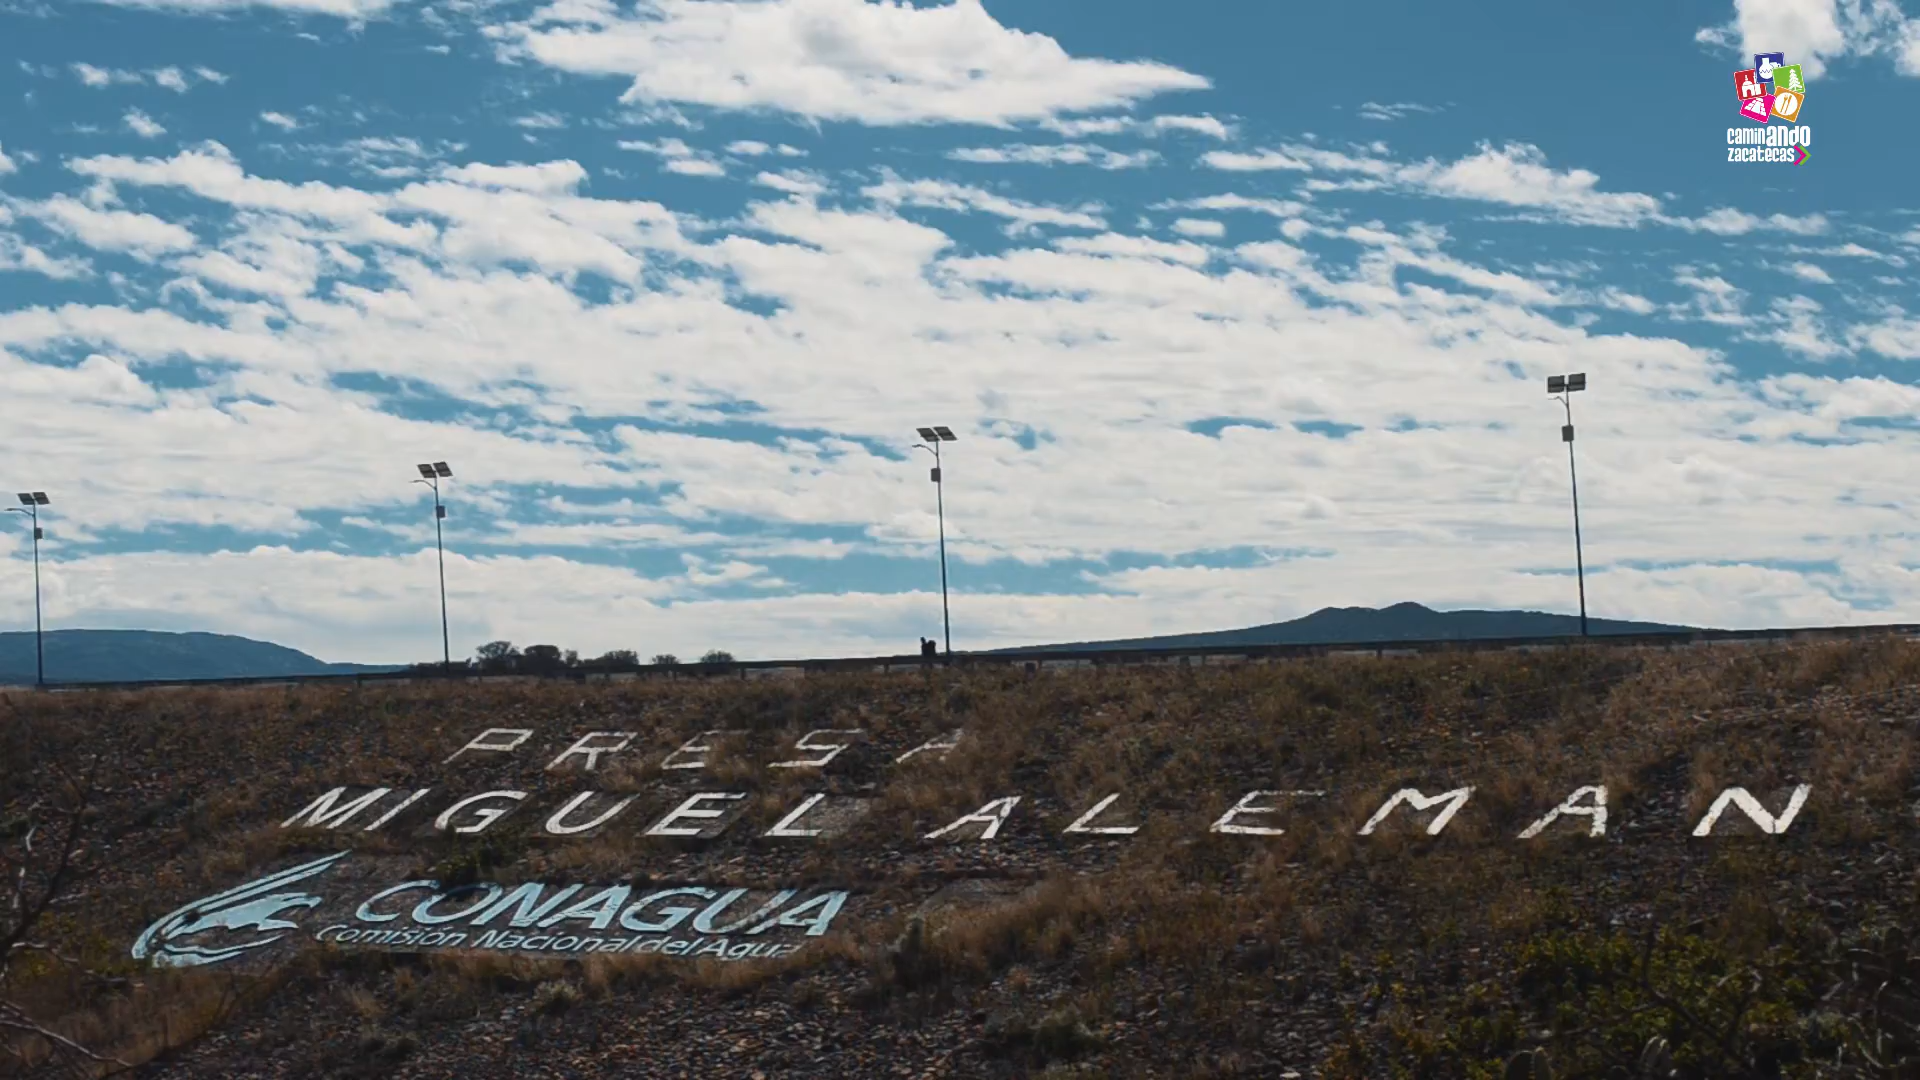 caminANDO
zacatecas
PRESA
MIGUEL ALEMAN
CONAGUA
Comisión Nacional del Agua